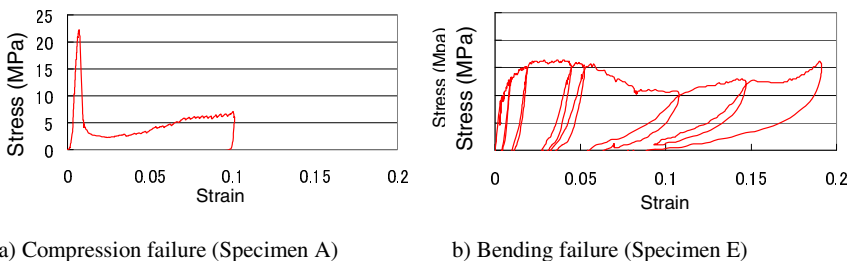 25
20
15
10
5
0
Stress (MPa)
0 0.05 0.1 0.15 0.2
Strain
Stress (Mpa)
Stress (MPa)
0 0.05 0.1 0.15 0.2
Strain
a) Compression failure (Specimen A)
b) Bending failure (Specimen E)